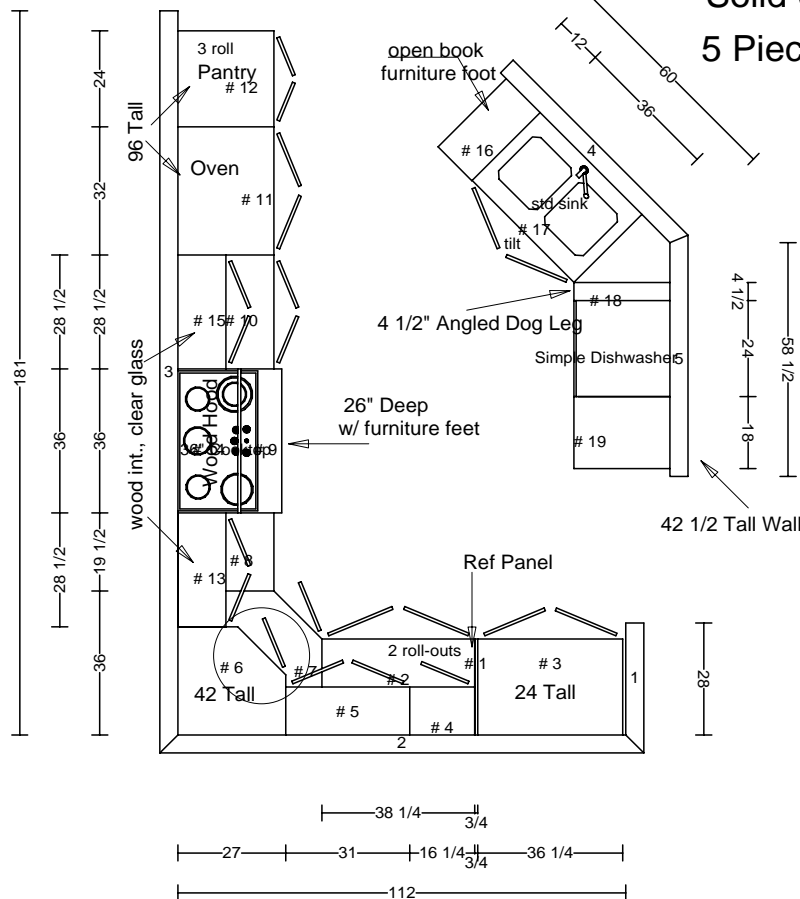 Solid
5 Piec
12
60
36
3 roll
Pantry
# 12
24
96 Tall
open book
furniture foot
# 16
4
Oven
# 11
32
std sink
# 17
tilt
181
28 1/2
28 1/2
# 15
# 10
4 1/2" Angled Dog Leg
# 18
4 1/2
Simple Dishwasher
5
24
58 1/2
wood int., clear glass
3
Wood Hood
# 9
36
36
26" Deep
w/ furniture feet
# 19
18
42 1/2 Tall Wall
28 1/2
19 1/2
# 13
# 8
Ref Panel
36
# 6
42 Tall
# 7
2 roll-outs
# 2
# 1
# 3
24 Tall
1
28
# 5
# 4
2
38 1/4
3/4
27
31
16 1/4
3/4
36 1/4
112